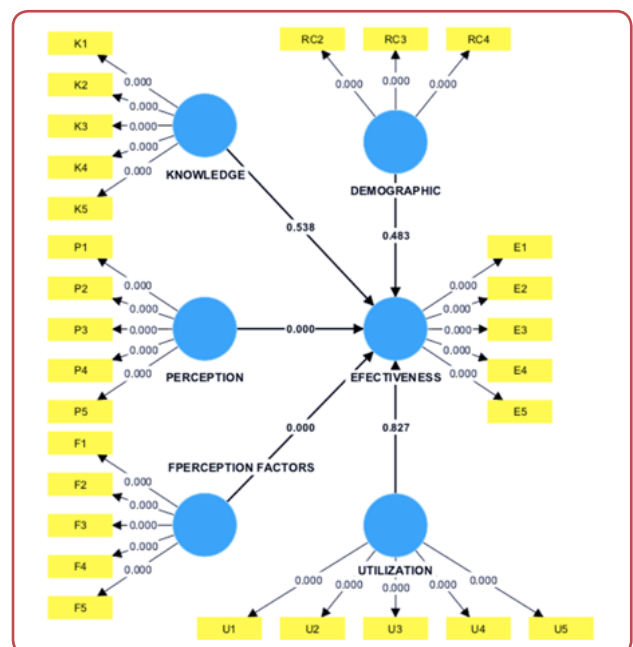 K1
K2
K3
K4
K5
0.000
0.000
0.000
0.000
0.000
KNOWLEDGE
0.538
RC2
RC3
RC4
0.000
0.000
0.000
DEMOGRAPHIC
0.483
P1
P2
P3
P4
P5
0.000
0.000
0.000
0.000
0.000
PERCEPTION
0.000
E1
E2
E3
E4
E5
0.000
0.000
0.000
0.000
0.000
EFECTIVENESS
F1
F2
F3
F4
F5
0.000
0.000
0.000
0.000
0.000
FPERCEPTION FACTORS
0.000
0.827
UTILIZATION
0.000
0.000
0.000
0.000
0.000
U1
U2
U3
U4
U5